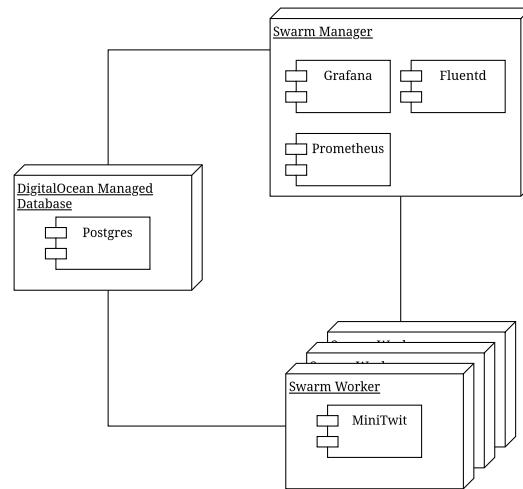 Swarm Manager
Grafana
Fluentd
Prometheus
DigitalOcean Managed
Database
Postgres
Swarm Worker
MiniTwit